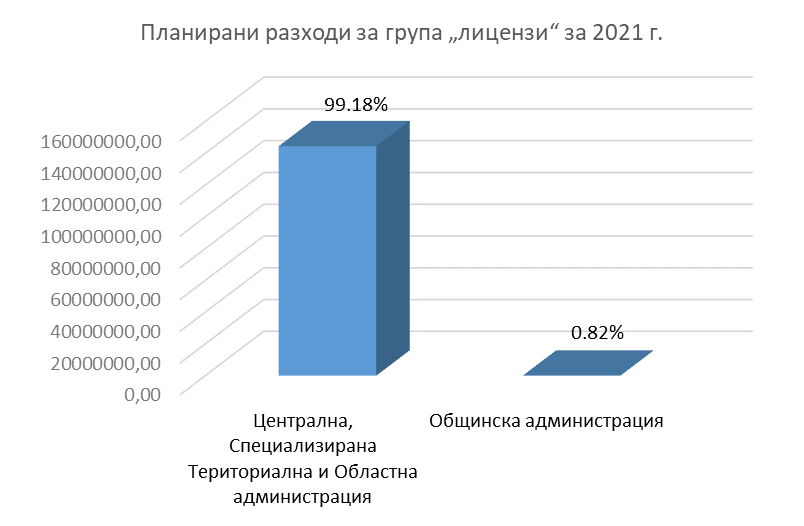 Планирани разходи за група „лицензи“ за 2021 г.
99.18%
160000000,00
140000000,00
120000000,00
100000000,00
80000000,00
60000000,00
40000000,00
20000000,00
0,00
0.82%
Централна,
Специализирана
Териториална и Областна
администрация
Общинска администрация